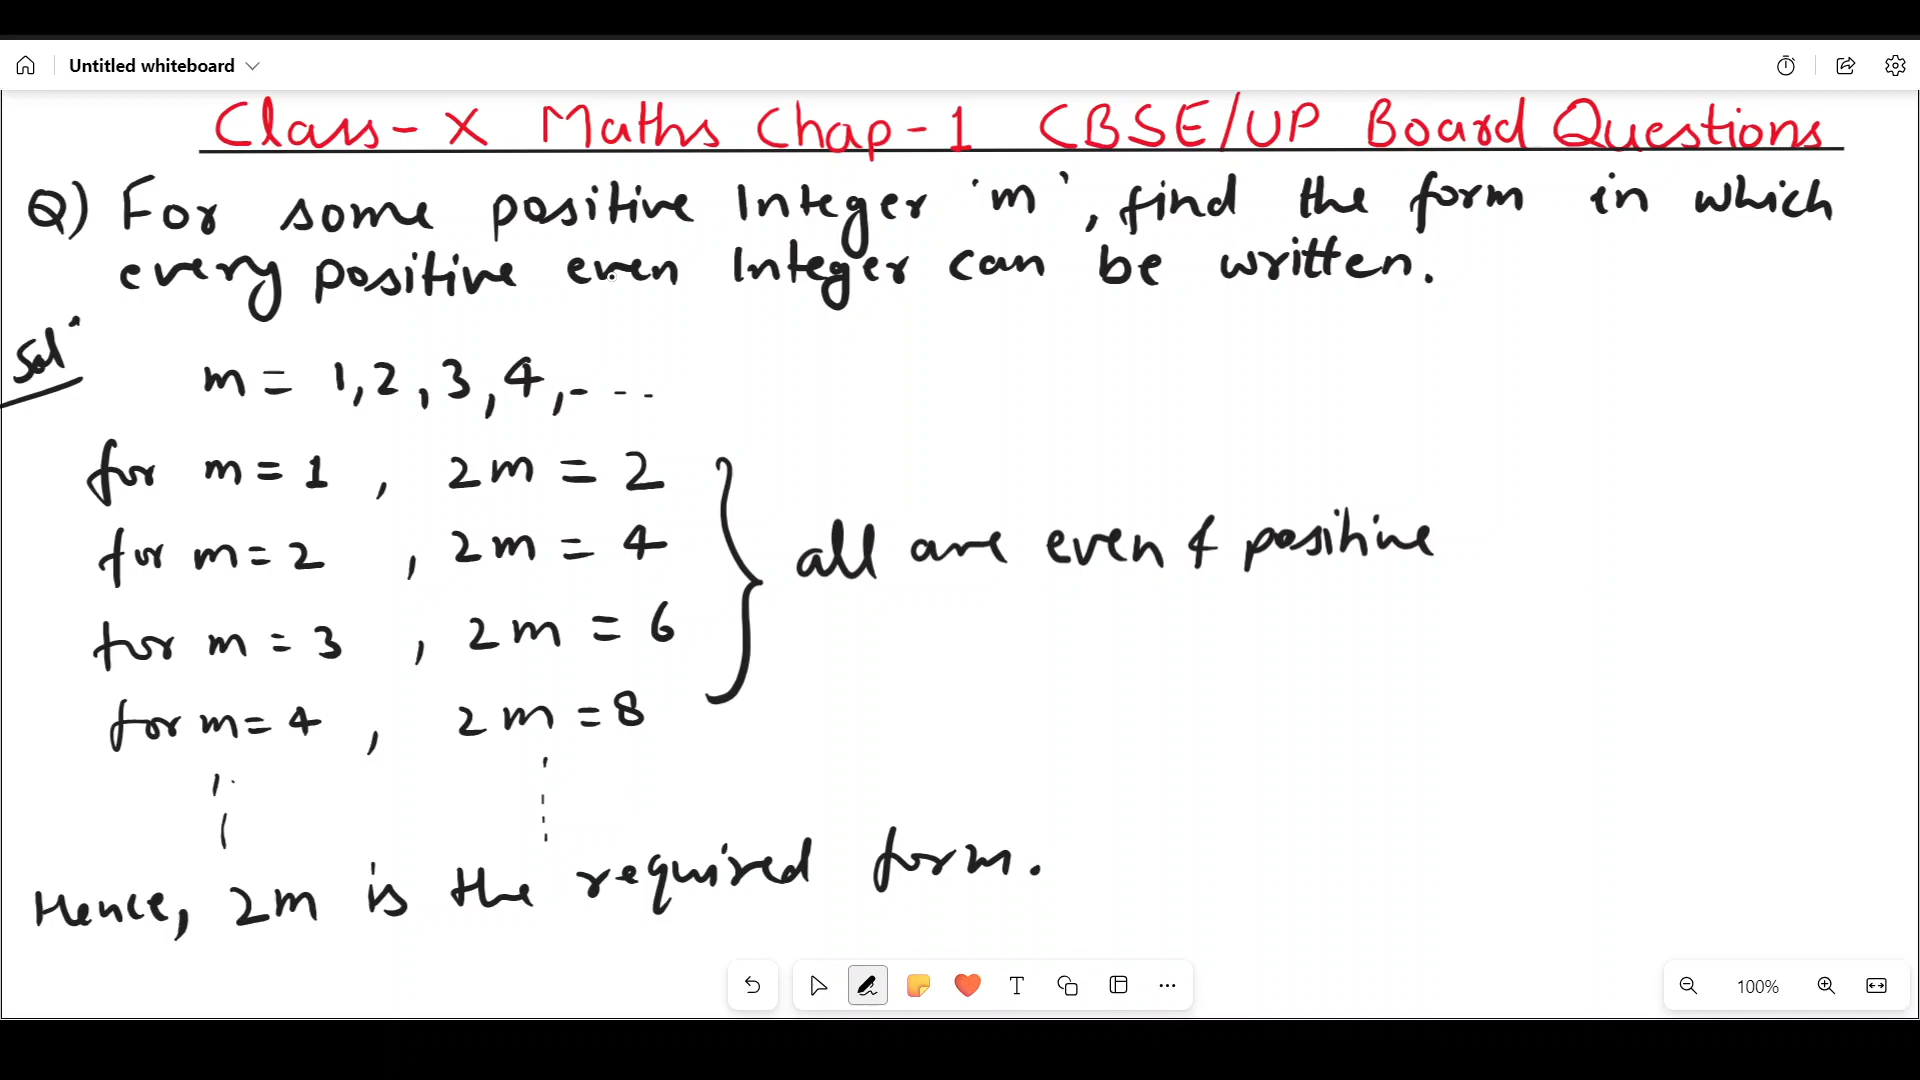 Untitled whiteboard
Class-X Maths Chap-1 CBSE/UP Board Questions
Q) For some positive Integer 'm', find the form in which
every positive even Integer can be written.
Sol.
m = 1,2,3,4,----
for m=1, 2m = 2
for m=2, 2m = 4
for m=3, 2m = 6
for m=4, 2m = 8
all are even & positive
Hence, 2m is the required form.
100%